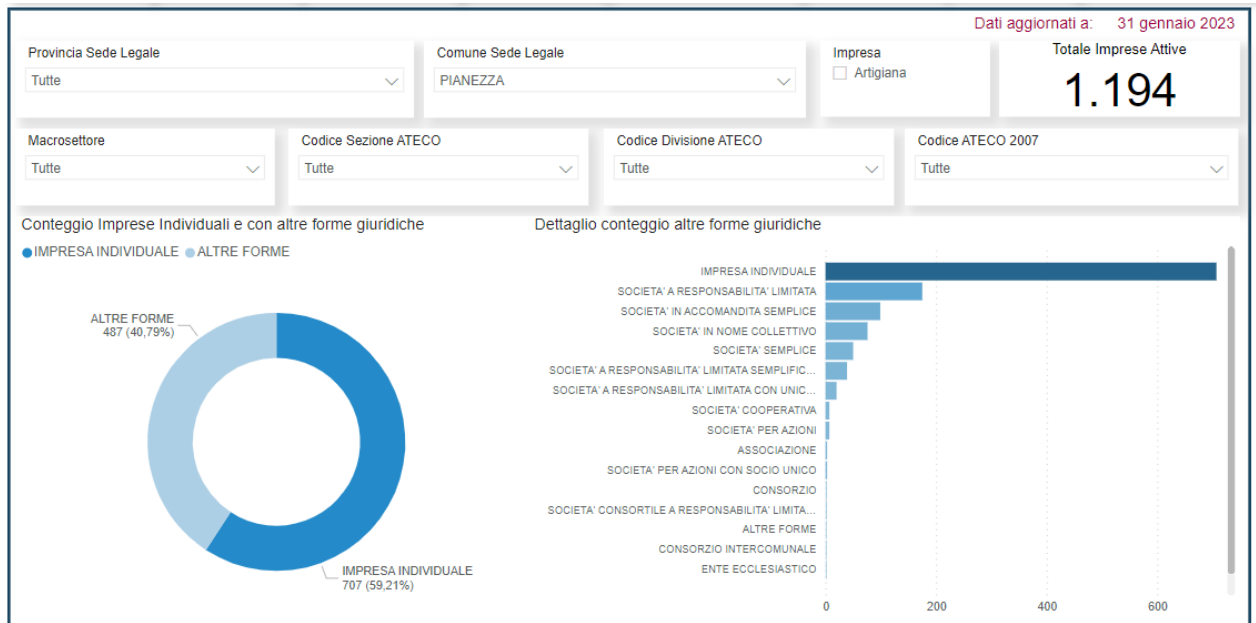 Dati aggiornati a: 31 gennaio 2023
Provincia Sede Legale
Tutte
Comune Sede Legale
PIANEZZA
Impresa
Artigiana
Totale Imprese Attive
1.194
Macrosettore
Tutte
Codice Sezione ATECO
Tutte
Codice Divisione ATECO
Tutte
Codice ATECO 2007
Tutte
Conteggio Imprese Individuali e con altre forme giuridiche
IMPRESA INDIVIDUALE ALTRE FORME
ALTRE FORME
487 (40,79%)
IMPRESA INDIVIDUALE
707 (59,21%)
Dettaglio conteggio altre forme giuridiche
IMPRESA INDIVIDUALE
SOCIETA' A RESPONSABILITA' LIMITATA
SOCIETA' IN ACCOMANDITA SEMPLICE
SOCIETA' IN NOME COLLETTIVO
SOCIETA' SEMPLICE
SOCIETA' A RESPONSABILITA' LIMITATA SEMPLIFIC...
SOCIETA' A RESPONSABILITA' LIMITATA CON UNIC...
SOCIETA' COOPERATIVA
SOCIETA' PER AZIONI
ASSOCIAZIONE
SOCIETA' PER AZIONI CON SOCIO UNICO
CONSORZIO
SOCIETA' CONSORTILE A RESPONSABILITA' LIMITA...
ALTRE FORME
CONSORZIO INTERCOMUNALE
ENTE ECCLESIASTICO
0 200 400 600